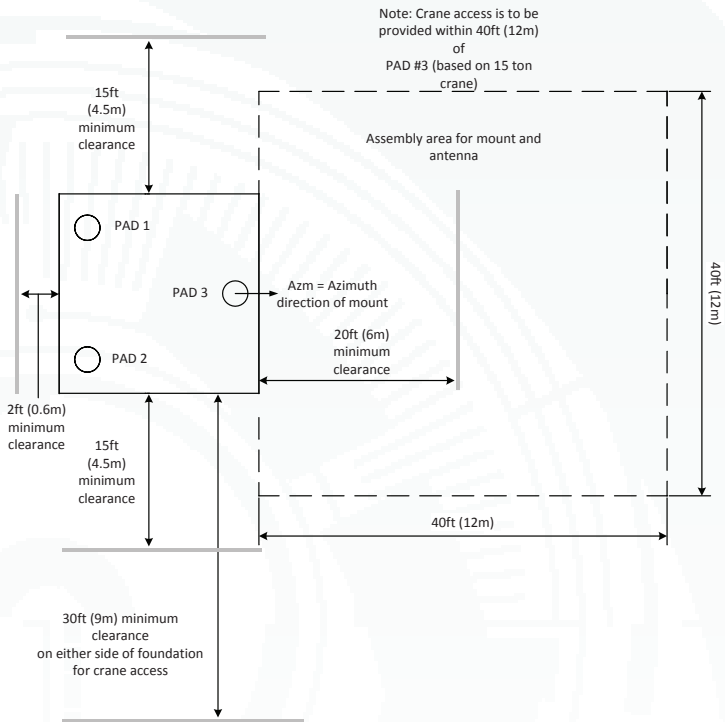 Note: Crane access is to be
provided within 40ft (12m)
of
PAD #3 (based on 15 ton
crane)
15ft
(4.5m)
minimum
clearance
Assembly area for mount and
antenna
PAD 1
PAD 3
Azm = Azimuth
direction of mount
40ft
(12m)
20ft (6m)
minimum
clearance
PAD 2
2ft (0.6m)
minimum
clearance
15ft
(4.5m)
minimum
clearance
40ft (12m)
30ft (9m) minimum
clearance
on either side of foundation
for crane access